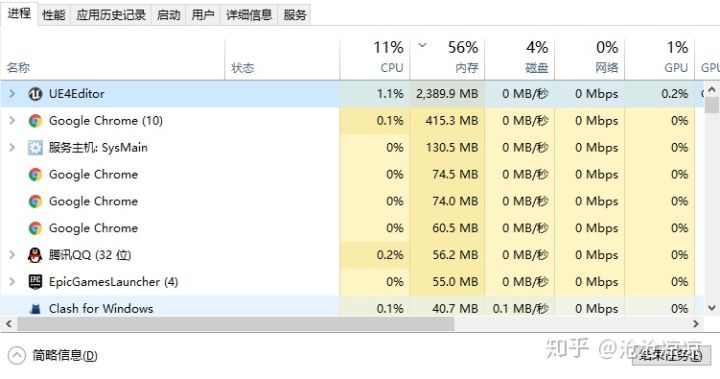 进程 性能 应用历史记录 启动 用户 详细信息 服务
11% 56% 4% 0% 1%
名称 状态 CPU 内存 磁盘 网络 GPU GPU
UE4Editor 1.1% 2,389.9 MB 0 MB/秒 0 Mbps 0.2%
Google Chrome (10) 0.1% 415.3 MB 0 MB/秒 0 Mbps 0%
服务主机: SysMain 0% 130.5 MB 0 MB/秒 0 Mbps 0%
Google Chrome 0% 74.5 MB 0 MB/秒 0 Mbps 0%
Google Chrome 0% 74.0 MB 0 MB/秒 0 Mbps 0%
Google Chrome 0% 60.5 MB 0 MB/秒 0 Mbps 0%
腾讯QQ (32 位) 0.2% 56.2 MB 0 MB/秒 0 Mbps 0%
EpicGamesLauncher (4) 0% 55.0 MB 0 MB/秒 0 Mbps 0%
Clash for Windows 0.1% 40.7 MB 0.1 MB/秒 0 Mbps 0%
简略信息(D) 结束任务(E)
知乎 @沧沧凉凉